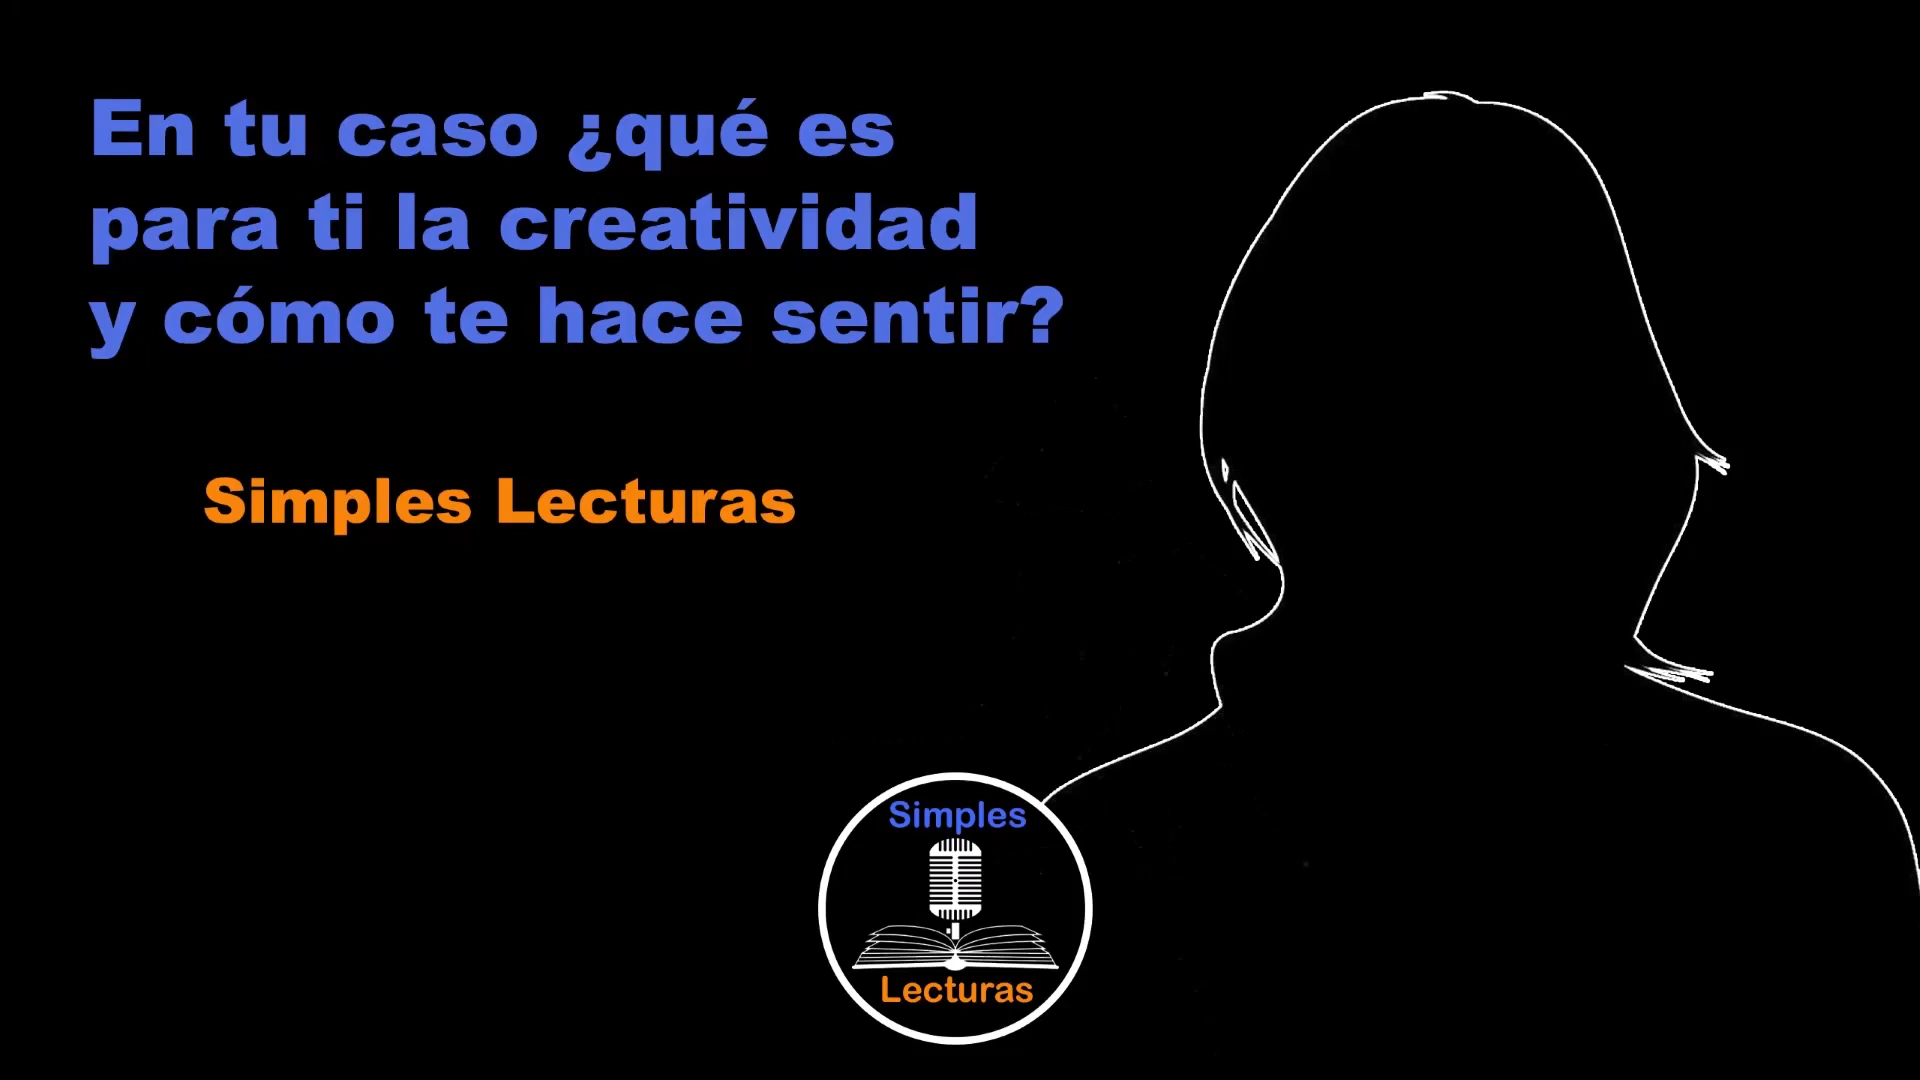 En tu caso ¿qué es
para ti la creatividad
y cómo te hace sentir?
Simples Lecturas
Simples
Lecturas